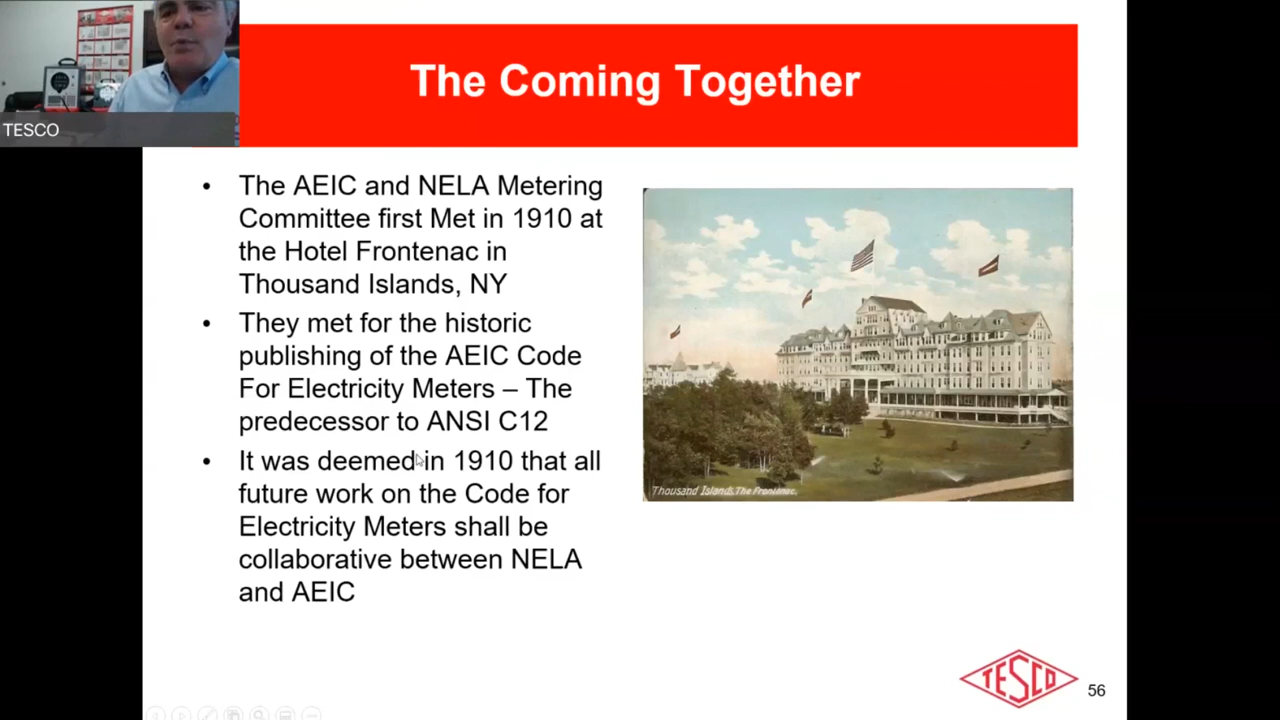 TESCO
The Coming Together
• The AEIC and NELA Metering
Committee first Met in 1910 at
the Hotel Frontenac in
Thousand Islands, NY
• They met for the historic
publishing of the AEIC Code
For Electricity Meters – The
predecessor to ANSI C12
• It was deemed in 1910 that all
future work on the Code for
Electricity Meters shall be
collaborative between NELA
and AEIC
Thousand Islands, The Frontenac.
TESCO
56